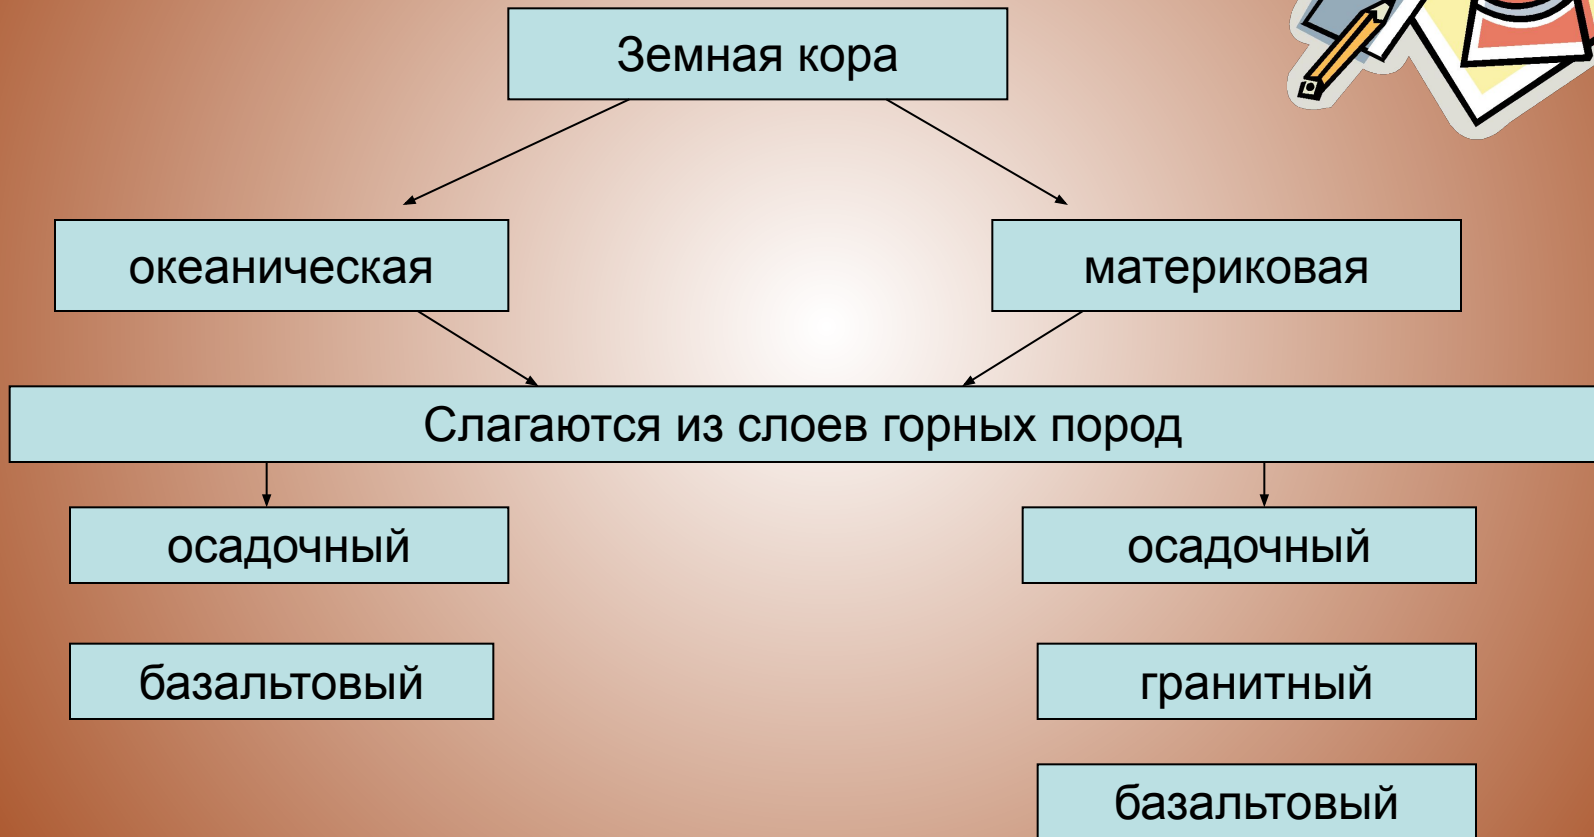 Земная кора
океаническая
материковая
Слагаются из слоев горных пород
осадочный
осадочный
базальтовый
гранитный
базальтовый